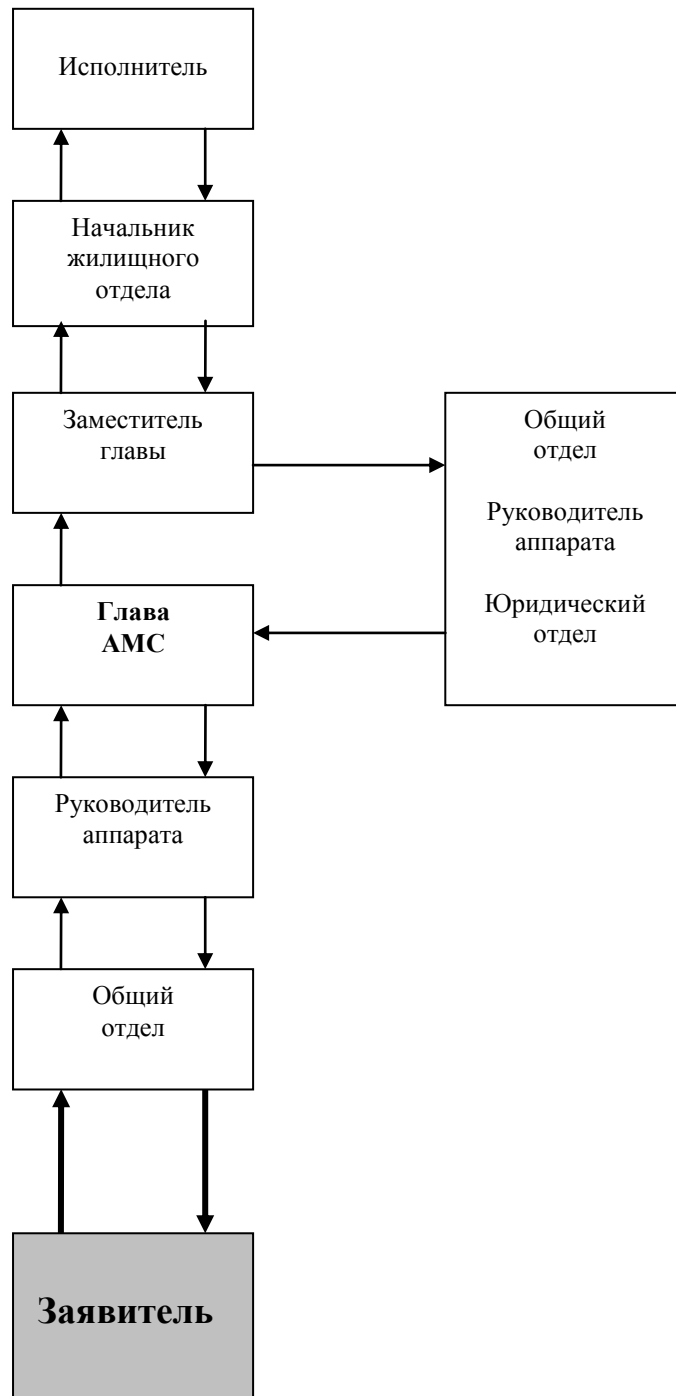 Исполнитель
Начальник
жилищного
отдела
Заместитель
главы
Общий
отдел
Руководитель
аппарата
Юридический
отдел
Глава
АМС
Руководитель
аппарата
Общий
отдел
Заявитель